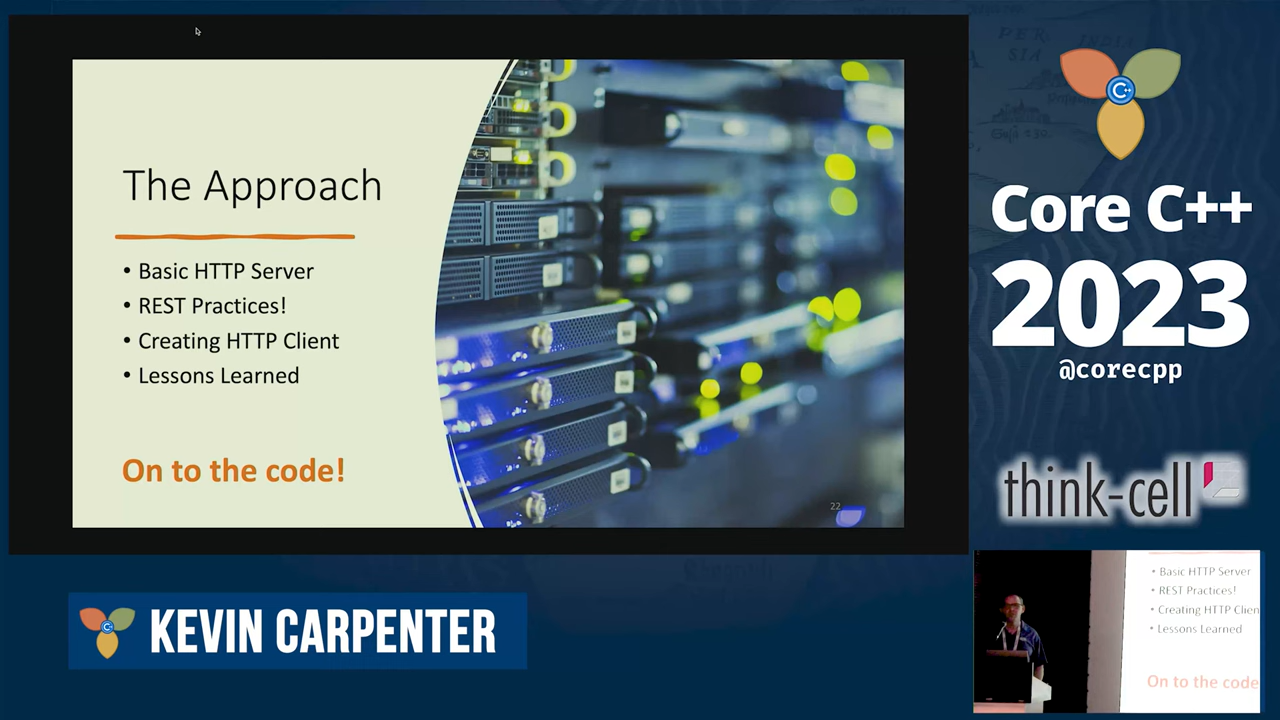 The Approach
• Basic HTTP Server
• REST Practices!
• Creating HTTP Client
• Lessons Learned
On to the code!
22
PERSIA
INDIA
C++
Core C++
2023
@corecpp
think-cell
KEVIN CARPENTER
• Basic HTTP Server
• REST Practices!
• Creating HTTP Clien
• Lessons Learned
On to the code